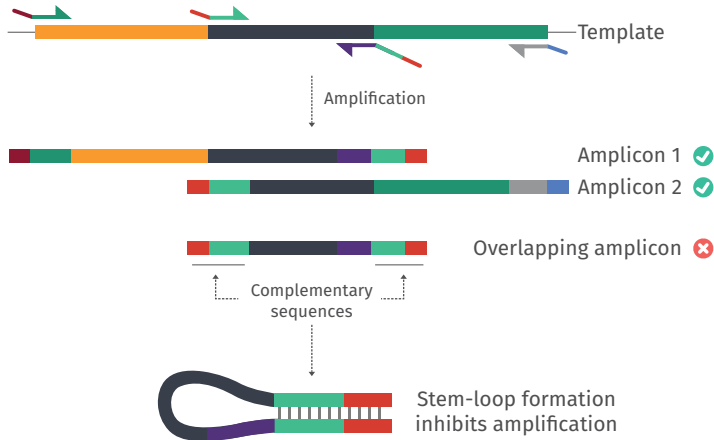 Template
Amplification
Amplicon 1
Amplicon 2
Overlapping amplicon
Complementary
sequences
Stem-loop formation
inhibits amplification